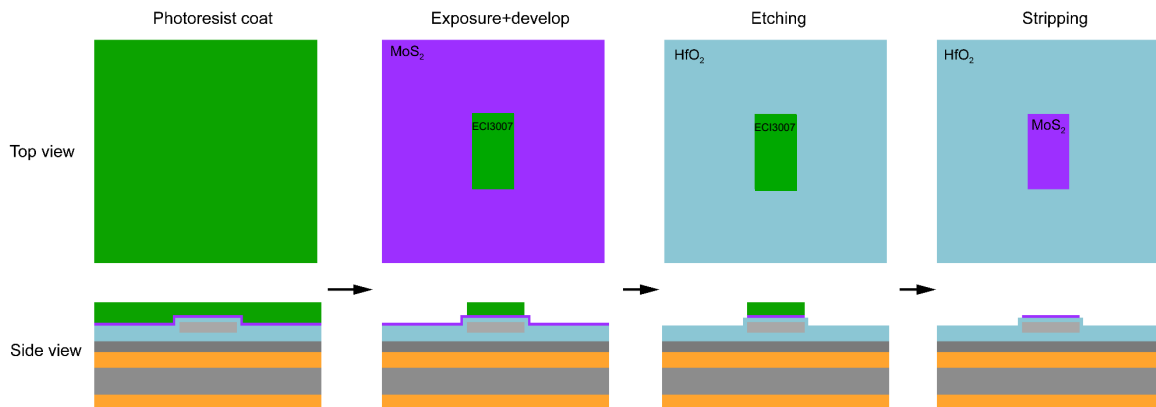 Photoresist coat
Exposure+develop
Etching
Stripping
Top view
MoS₂
ECI3007
HfO₂
ECI3007
HfO₂
MoS₂
Side view